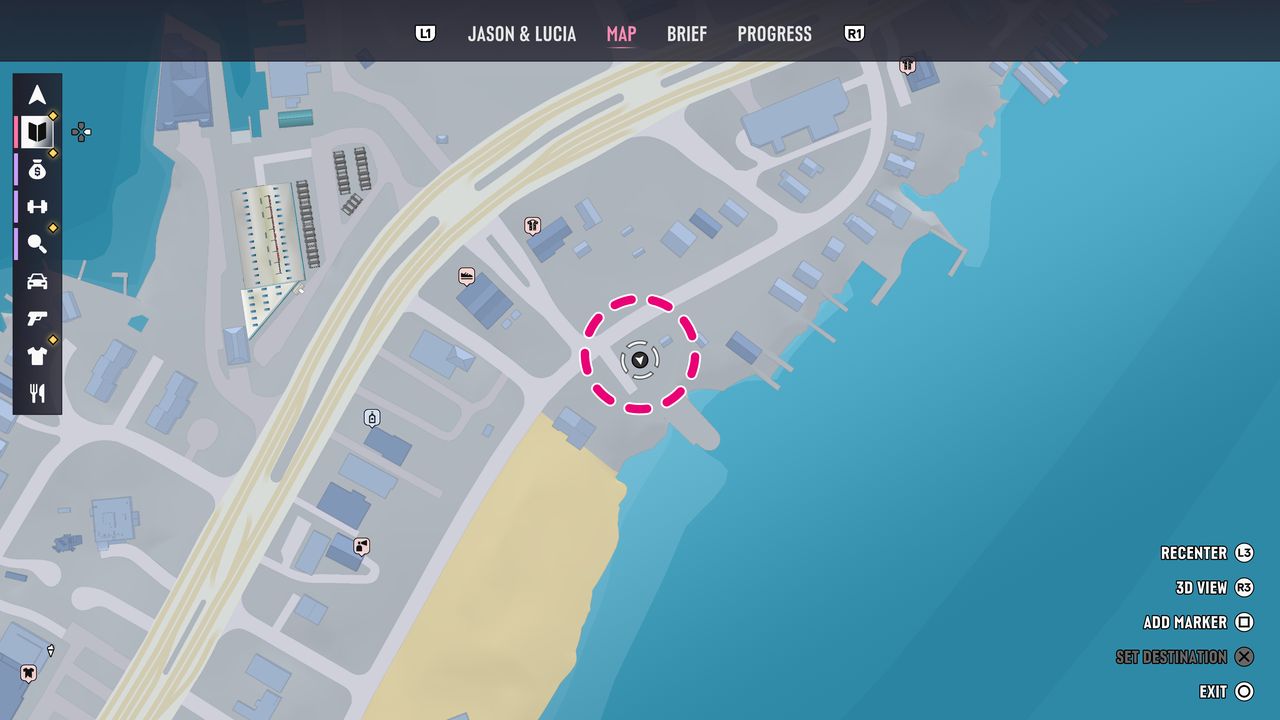 L1 JASON & LUCIA MAP BRIEF PROGRESS R1
RECENTER L3
3D VIEW R3
ADD MARKER
SET DESTINATION
EXIT